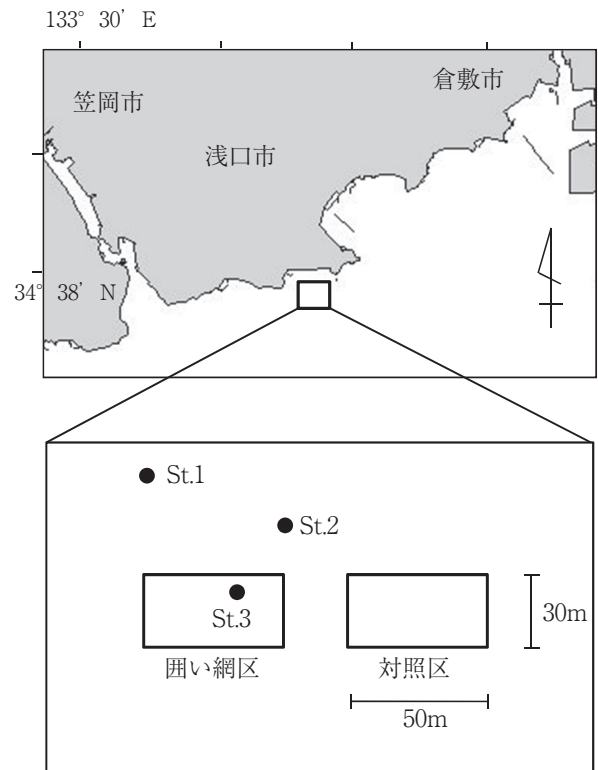 133° 30′ E
倉敷市
笠岡市
浅口市
34° 38′ N
St.1
St.2
St.3
30m
囲い網区
対照区
50m